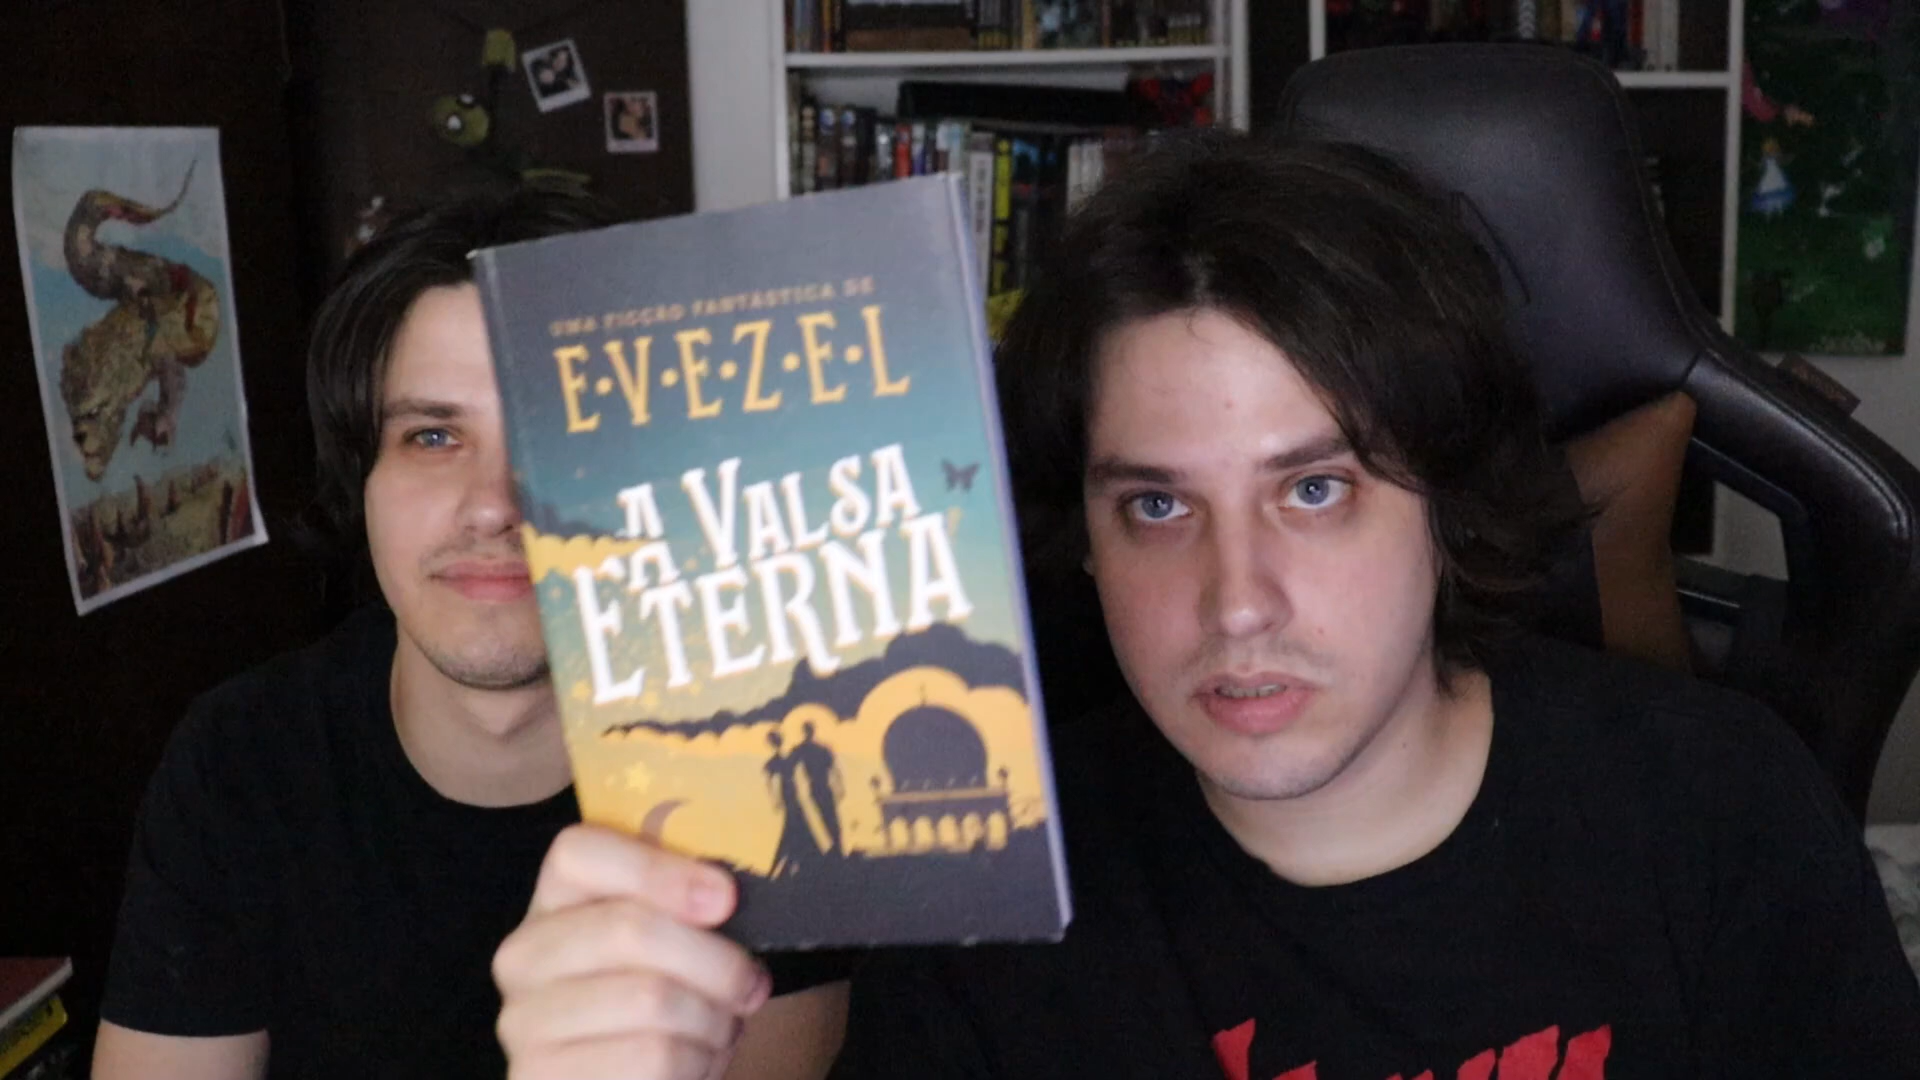 UMA FICÇÃO FANTÁSTICA DE
E·V·E·Z·E·L
A VALSA
ETERNA